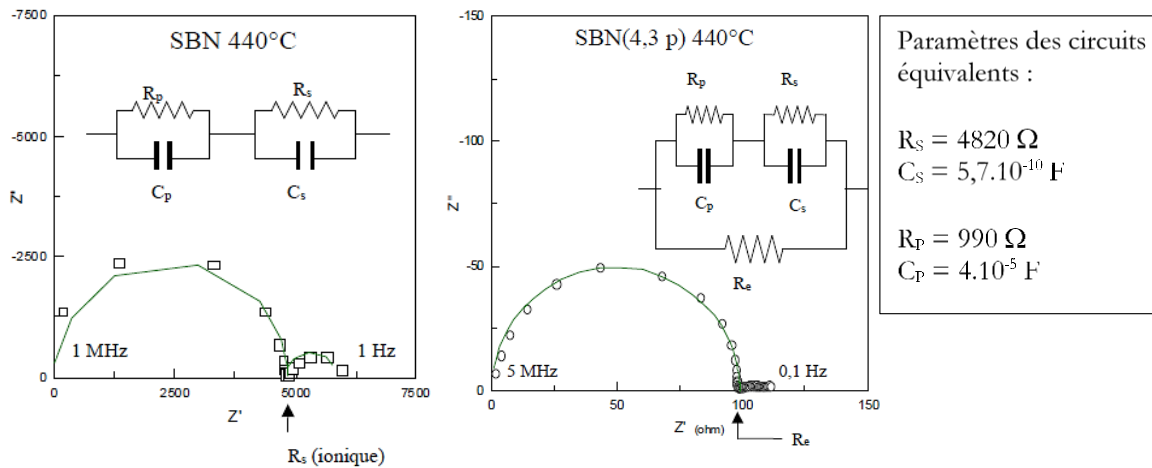 SBN 440°C
-7500
-5000
-2500
0
Z"
Rp
Rs
Cp
Cs
1 MHz
1 Hz
0
2500
5000
7500
Z'
Rs (ionique)
SBN(4,3 p) 440°C
-150
-100
-50
0
Z"
Rp
Rs
Cp
Cs
Re
5 MHz
0,1 Hz
0
50
100
150
Z' (ohm)
Re
Paramètres des circuits
équivalents :
RS = 4820 Ω
CS = 5,7.10⁻¹⁰ F
RP = 990 Ω
CP = 4.10⁻⁵ F